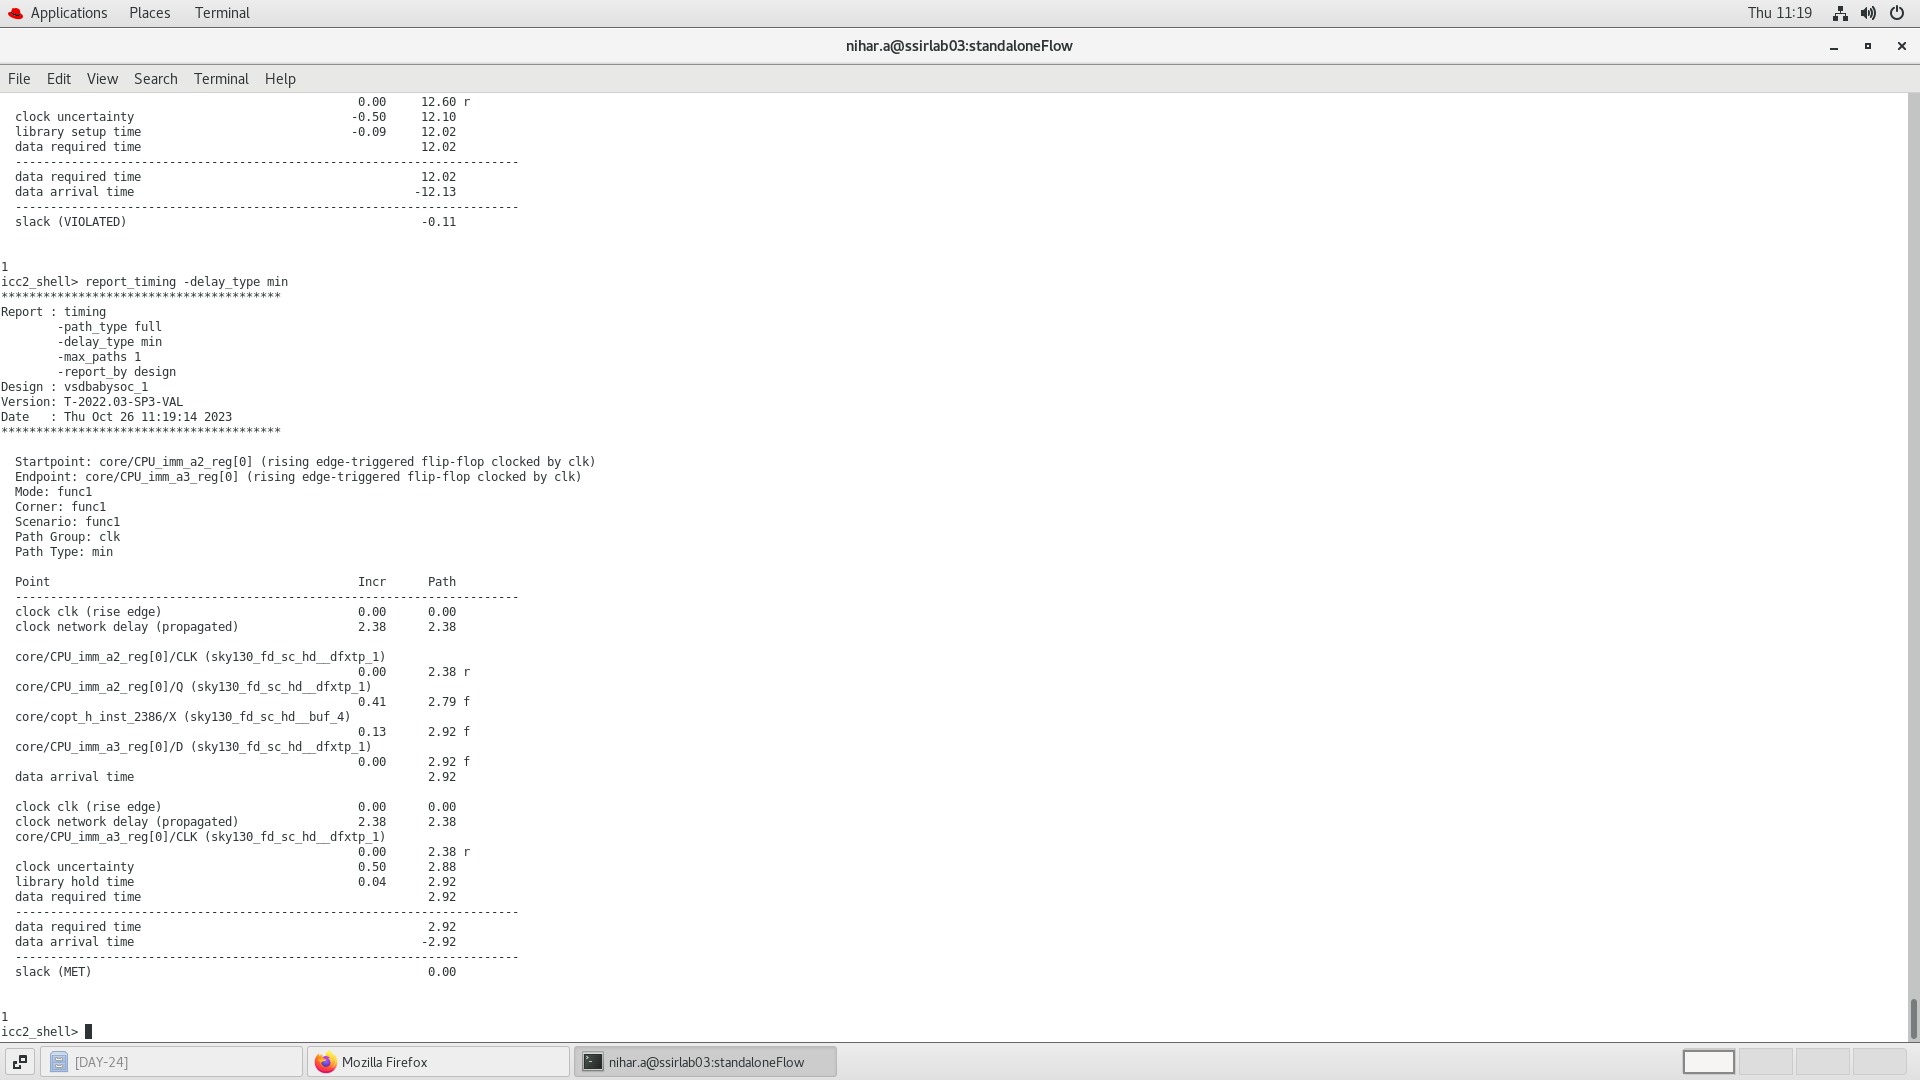 Applications Places Terminal Thu 11:19
nihar.a@ssirlab03:standaloneFlow
File Edit View Search Terminal Help
0.00 12.60 r
clock uncertainty -0.50 12.10
library setup time -0.09 12.02
data required time 12.02
------------------------------------------------------------------------
data required time 12.02
data arrival time -12.13
------------------------------------------------------------------------
slack (VIOLATED) -0.11
1
icc2_shell> report_timing -delay_type min
****************************************
Report : timing
-path_type full
-delay_type min
-max_paths 1
-report_by design
Design : vsdbabysoc_1
Version: T-2022.03-SP3-VAL
Date : Thu Oct 26 11:19:14 2023
****************************************
Startpoint: core/CPU_imm_a2_reg[0] (rising edge-triggered flip-flop clocked by clk)
Endpoint: core/CPU_imm_a3_reg[0] (rising edge-triggered flip-flop clocked by clk)
Mode: func1
Corner: func1
Scenario: func1
Path Group: clk
Path Type: min
Point Incr Path
------------------------------------------------------------------------
clock clk (rise edge) 0.00 0.00
clock network delay (propagated) 2.38 2.38
core/CPU_imm_a2_reg[0]/CLK (sky130_fd_sc_hd__dfxtp_1)
0.00 2.38 r
core/CPU_imm_a2_reg[0]/Q (sky130_fd_sc_hd__dfxtp_1)
0.41 2.79 f
core/copt_h_inst_2386/X (sky130_fd_sc_hd__buf_4)
0.13 2.92 f
core/CPU_imm_a3_reg[0]/D (sky130_fd_sc_hd__dfxtp_1)
0.00 2.92 f
data arrival time 2.92
clock clk (rise edge) 0.00 0.00
clock network delay (propagated) 2.38 2.38
core/CPU_imm_a3_reg[0]/CLK (sky130_fd_sc_hd__dfxtp_1)
0.00 2.38 r
clock uncertainty 0.50 2.88
library hold time 0.04 2.92
data required time 2.92
------------------------------------------------------------------------
data required time 2.92
data arrival time -2.92
------------------------------------------------------------------------
slack (MET) 0.00
1
icc2_shell>
[DAY-24] Mozilla Firefox nihar.a@ssirlab03:standaloneFlow